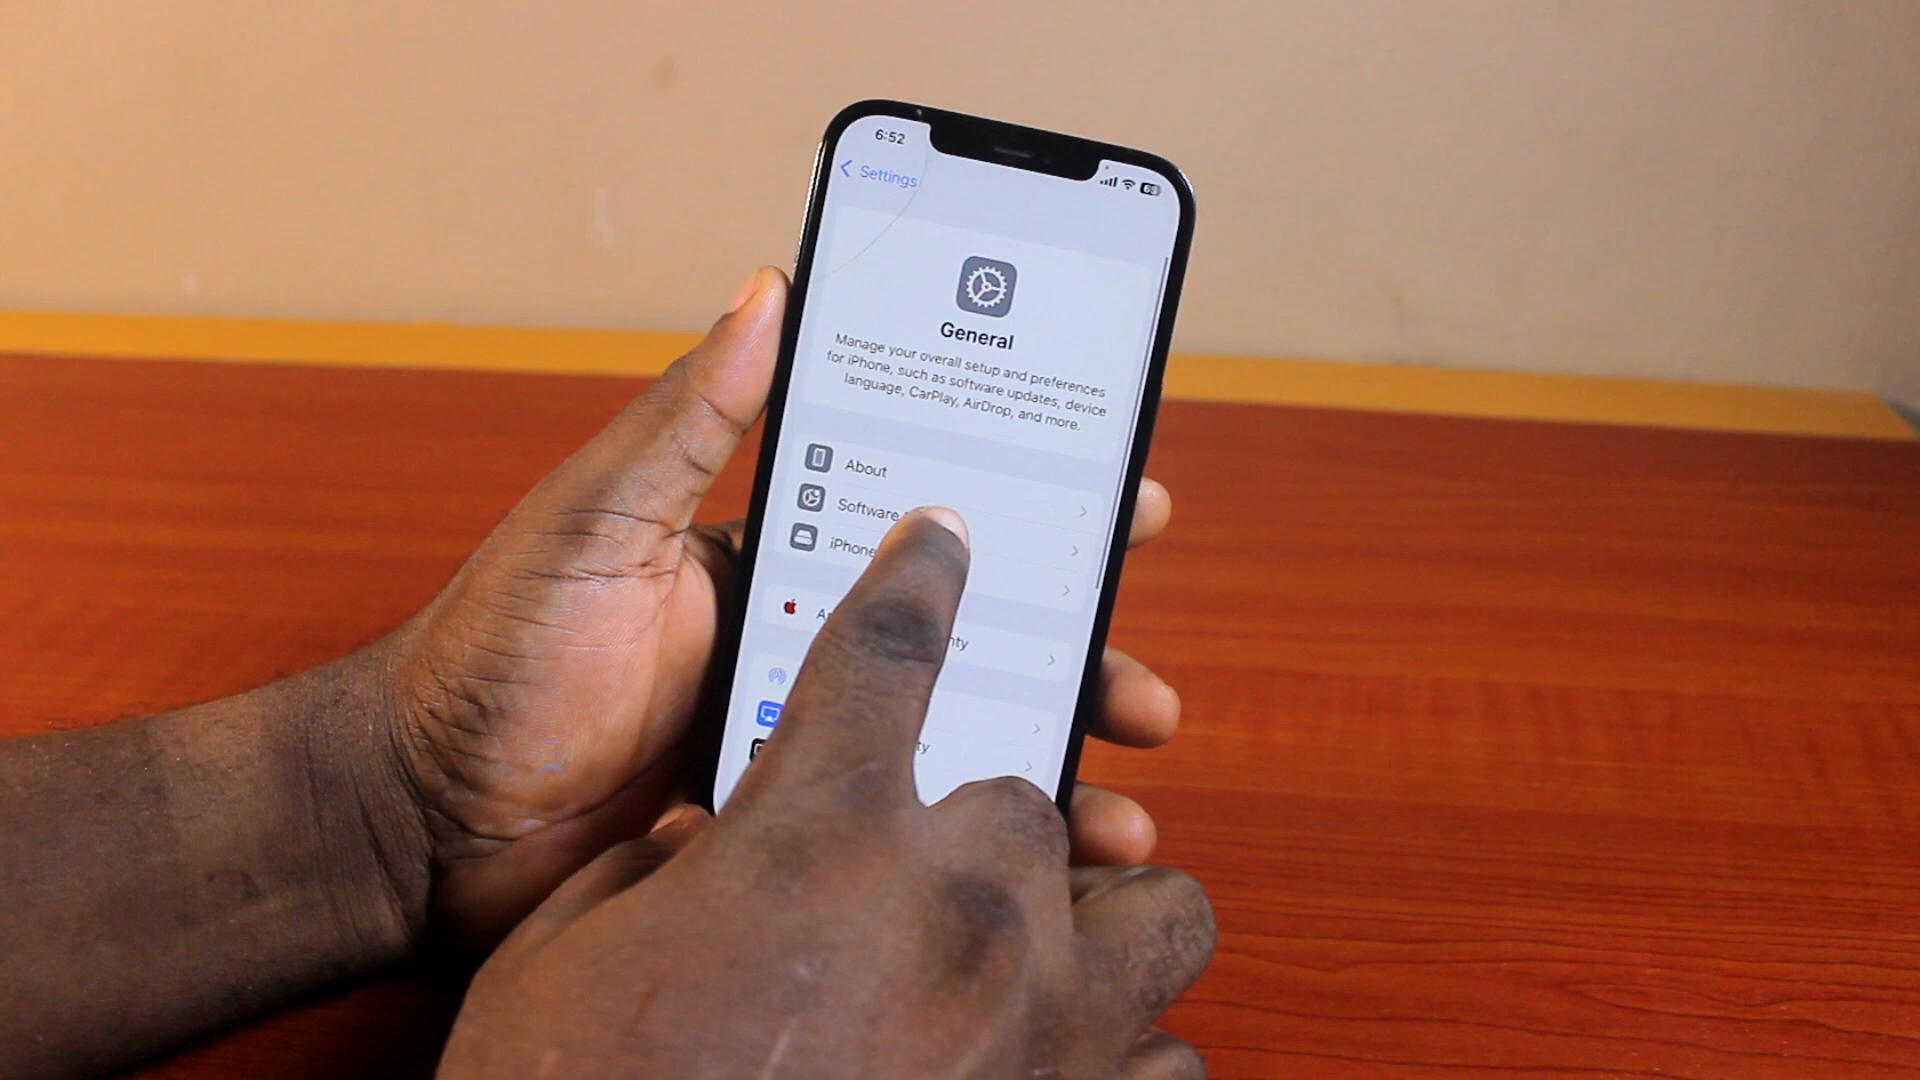 6:52
Settings
General
Manage your overall setup and preferences
for iPhone, such as software updates, device
language, CarPlay, AirDrop, and more.
About
Software
iPhone